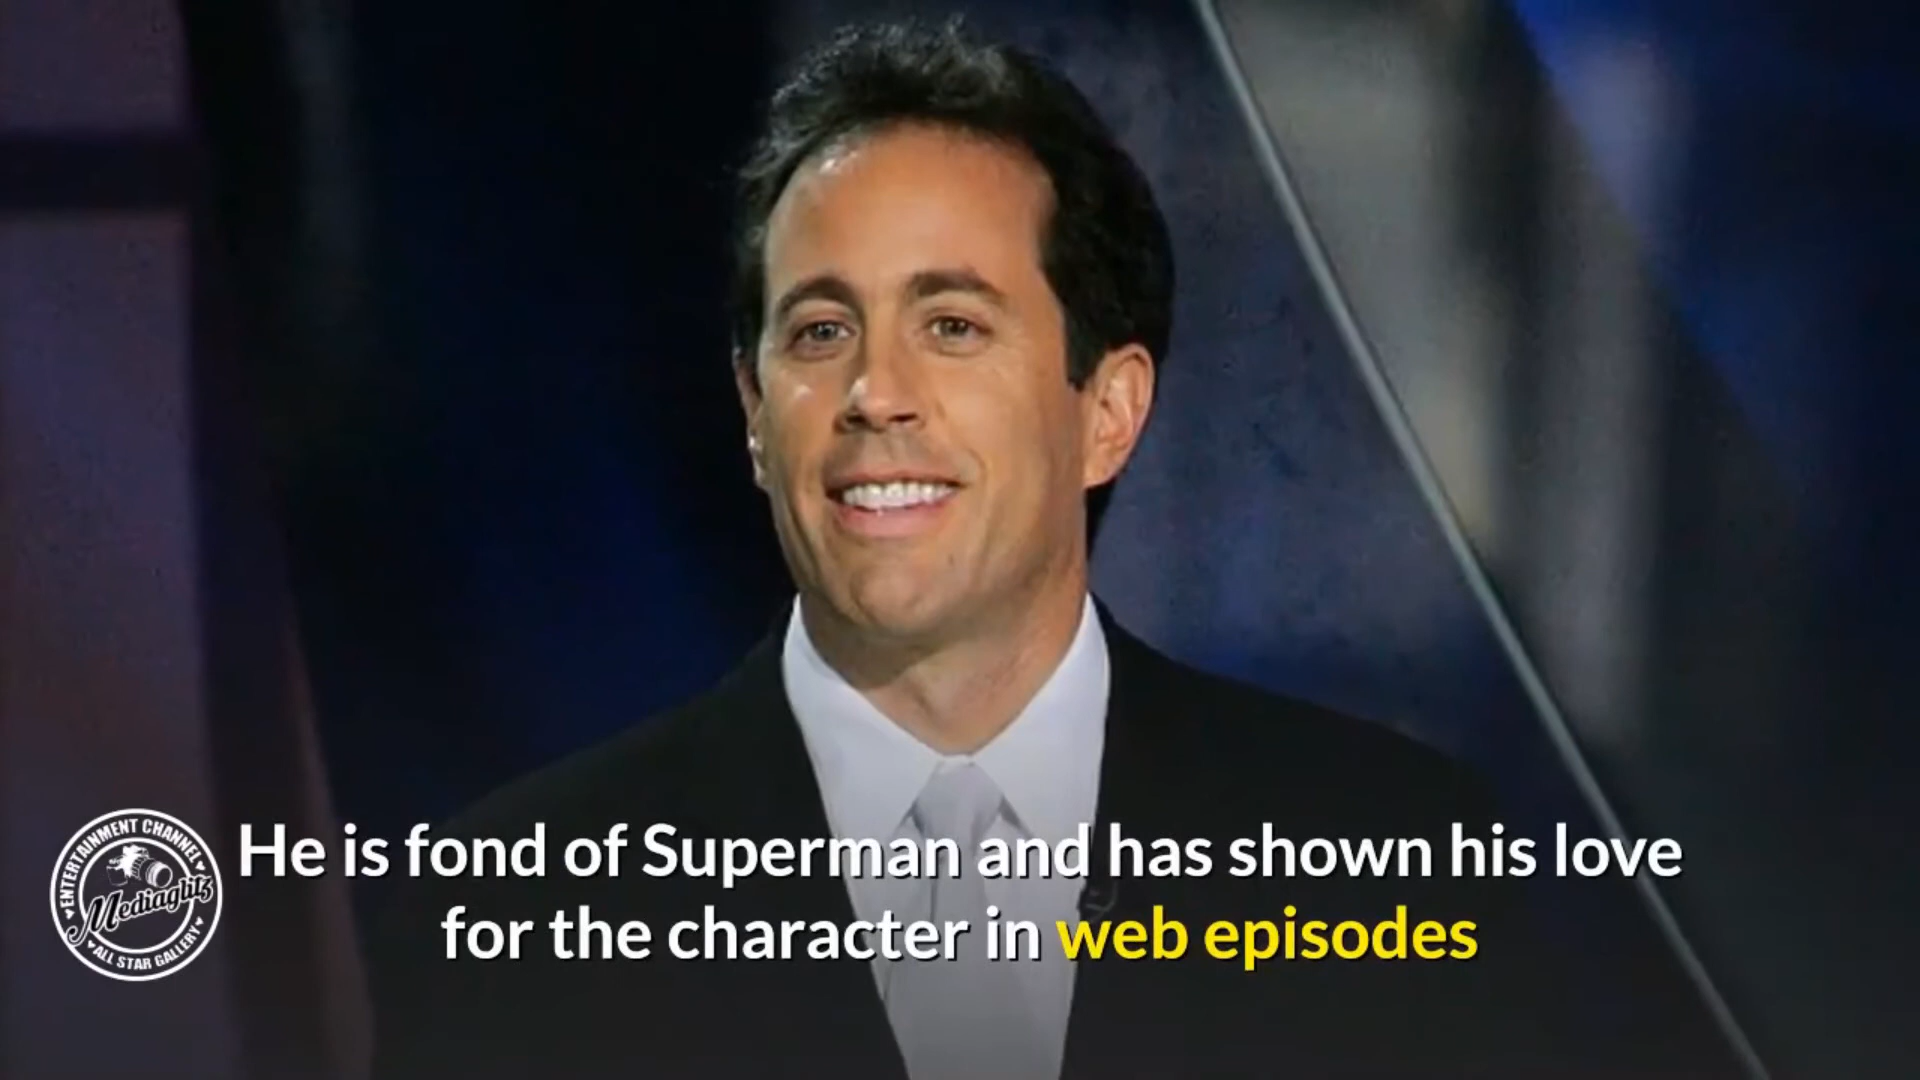 ENTERTAINMENT CHANNEL
Mediaglitz
ALL STAR GALLERY
He is fond of Superman and has shown his love
for the character in web episodes